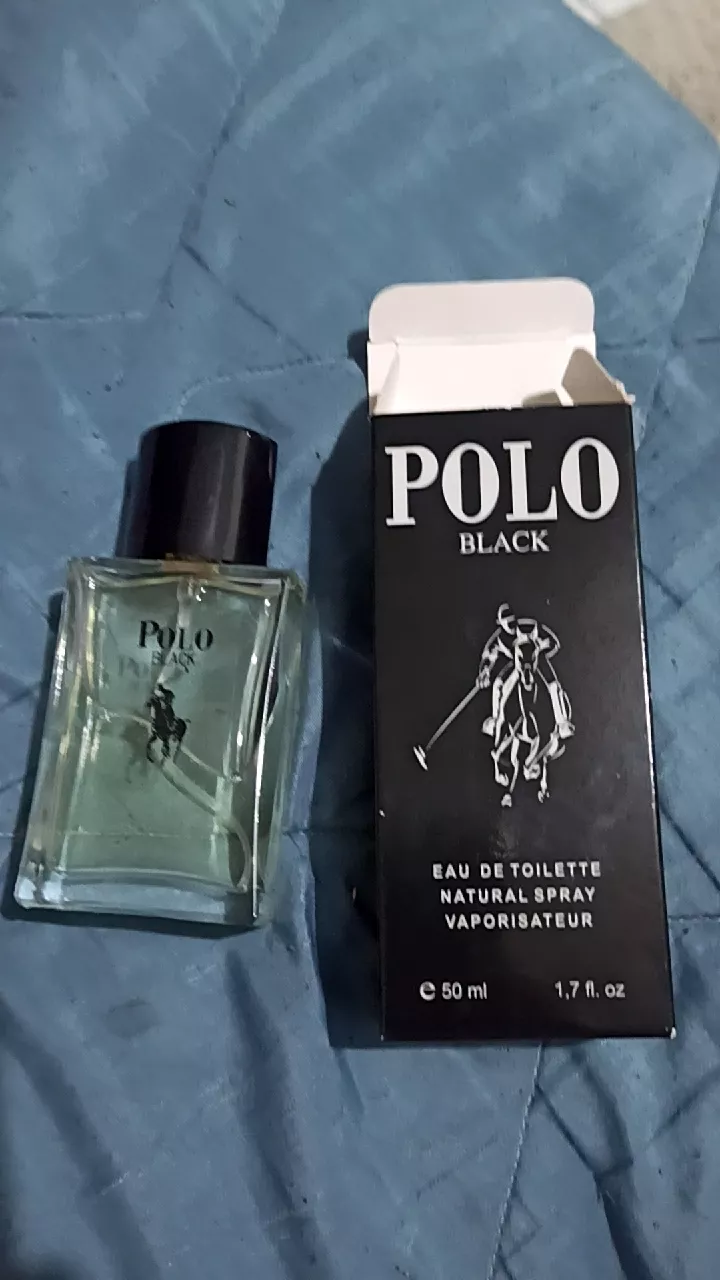 POLO
BLACK
POLO
BLACK
EAU DE TOILETTE
NATURAL SPRAY
VAPORISATEUR
℮ 50 ml 1,7 fl. oz